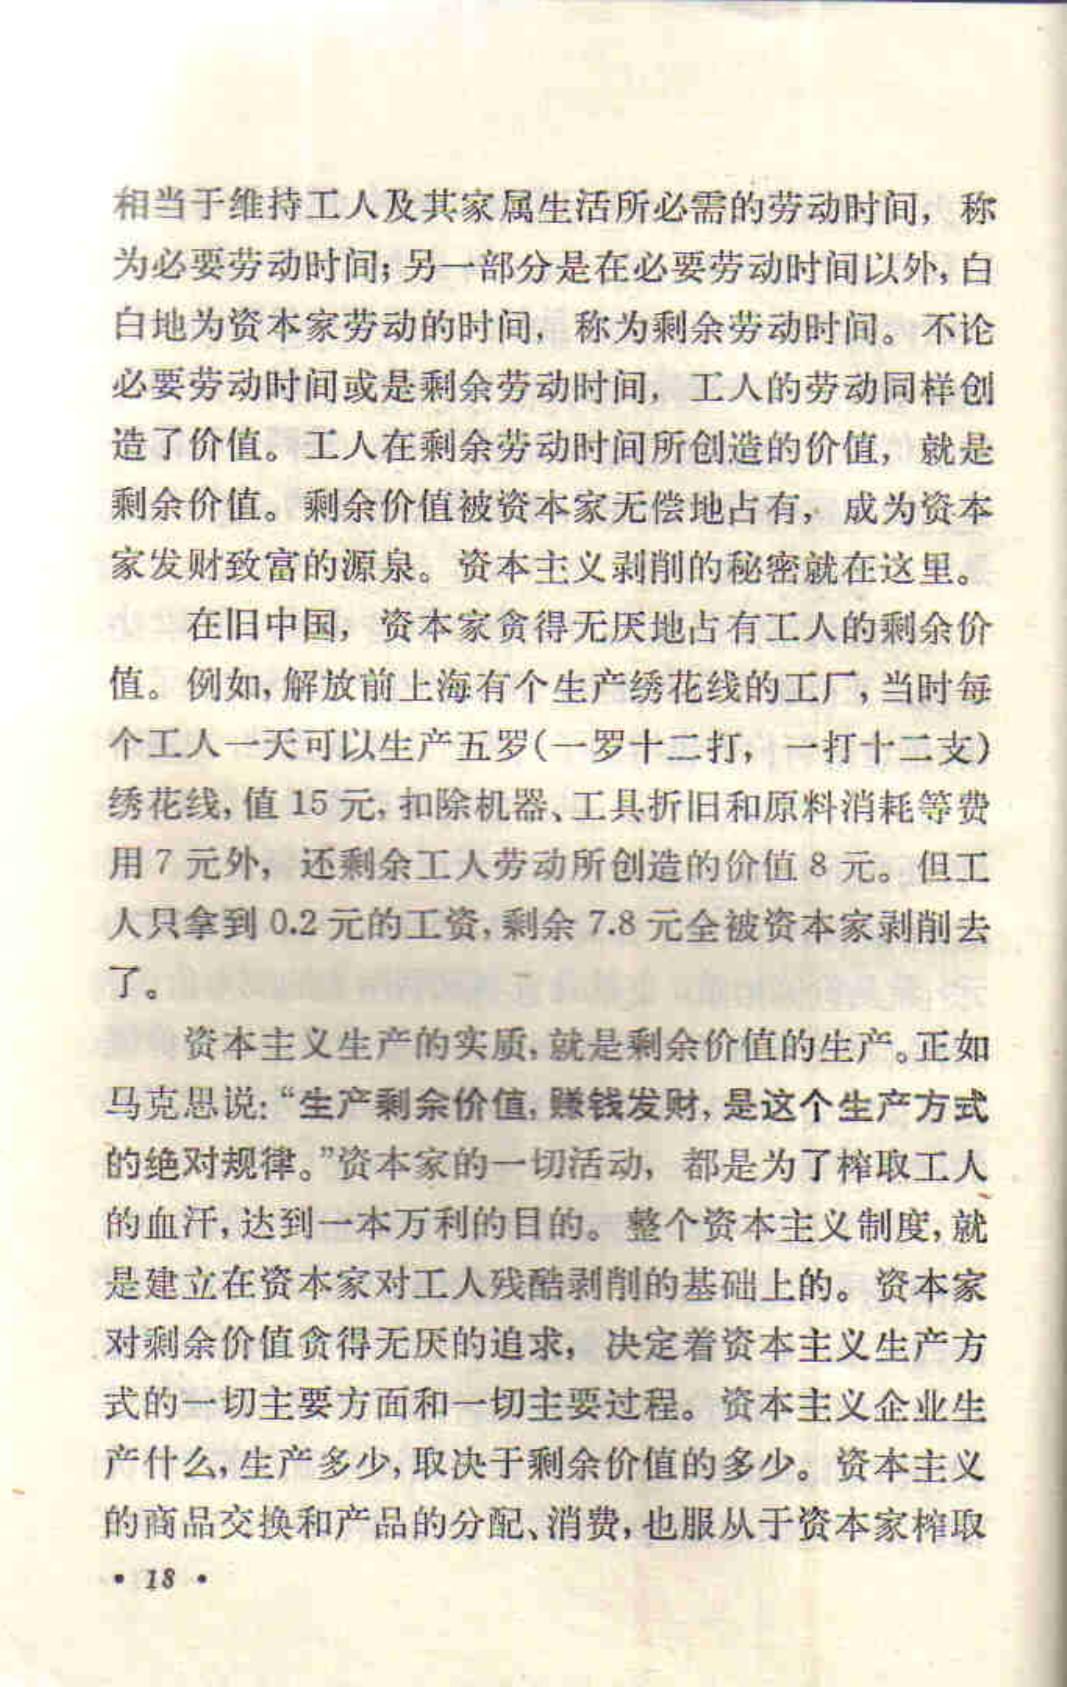 相当于维持工人及其家属生活所必需的劳动时间，称
为必要劳动时间；另一部分是在必要劳动时间以外，白
白地为资本家劳动的时间，称为剩余劳动时间。不论
必要劳动时间或是剩余劳动时间，工人的劳动同样创
造了价值。工人在剩余劳动时间所创造的价值，就是
剩余价值。剩余价值被资本家无偿地占有，成为资本
家发财致富的源泉。资本主义剥削的秘密就在这里。
在旧中国，资本家贪得无厌地占有工人的剩余价
值。例如，解放前上海有个生产绣花线的工厂，当时每
个工人一天可以生产五罗（一罗十二打，一打十二支）
绣花线，值 15 元，扣除机器、工具折旧和原料消耗等费
用 7 元外，还剩余工人劳动所创造的价值 8 元。但工
人只拿到 0.2 元的工资，剩余 7.8 元全被资本家剥削去
了。
资本主义生产的实质，就是剩余价值的生产。正如
马克思说：“生产剩余价值，赚钱发财，是这个生产方式
的绝对规律。”资本家的一切活动，都是为了榨取工人
的血汗，达到一本万利的目的。整个资本主义制度，就
是建立在资本家对工人残酷剥削的基础上的。资本家
对剩余价值贪得无厌的追求，决定着资本主义生产方
式的一切主要方面和一切主要过程。资本主义企业生
产什么，生产多少，取决于剩余价值的多少。资本主义
的商品交换和产品的分配、消费，也服从于资本家榨取
• 18 •